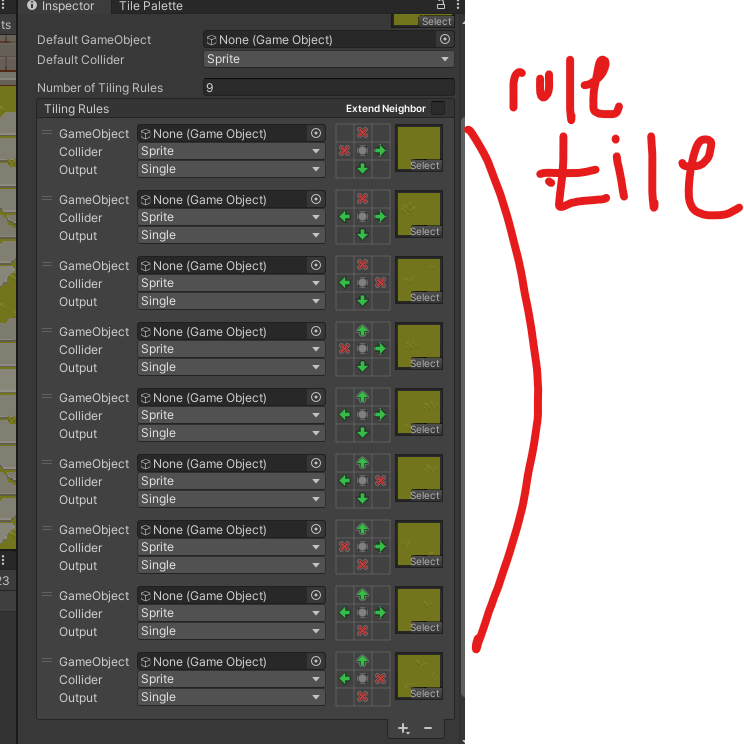 Inspector Tile Palette
ts
Select
Default GameObject None (Game Object)
Default Collider Sprite
Number of Tiling Rules 9
Tiling Rules Extend Neighbor
GameObject None (Game Object)
Collider Sprite
Output Single
Select
GameObject None (Game Object)
Collider Sprite
Output Single
Select
GameObject None (Game Object)
Collider Sprite
Output Single
Select
GameObject None (Game Object)
Collider Sprite
Output Single
Select
GameObject None (Game Object)
Collider Sprite
Output Single
Select
GameObject None (Game Object)
Collider Sprite
Output Single
Select
GameObject None (Game Object)
Collider Sprite
Output Single
Select
23
GameObject None (Game Object)
Collider Sprite
Output Single
Select
GameObject None (Game Object)
Collider Sprite
Output Single
Select
rule
tile